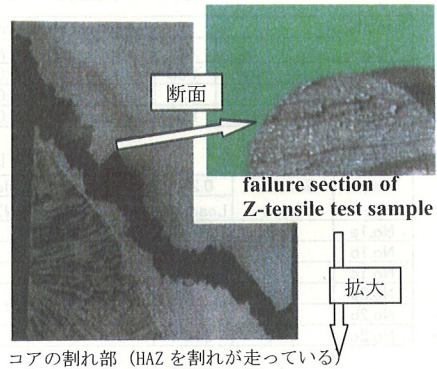 断面
failure section of
Z-tensile test sample
拡大
コアの割れ部（HAZを割れが走っている）